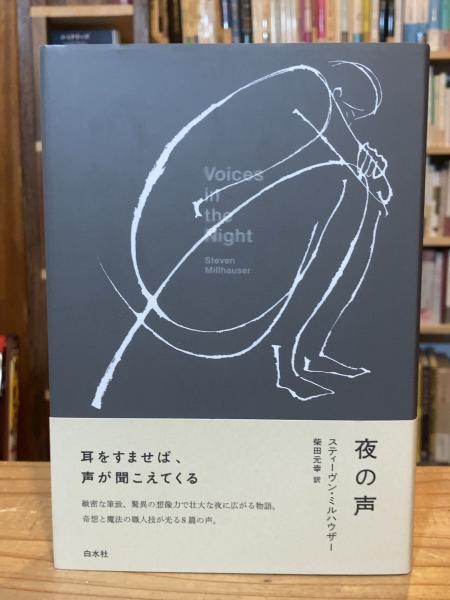 Voices
in
the
Night
Steven
Millhauser
夜の声
スティーヴン・ミルハウザー
柴田元幸 訳
耳をすませば、
声が聞こえてくる
緻密な筆致、驚異の想像力で壮大な夜に広がる物語。
奇想と魔法の職人技が光る8篇の声。
白水社